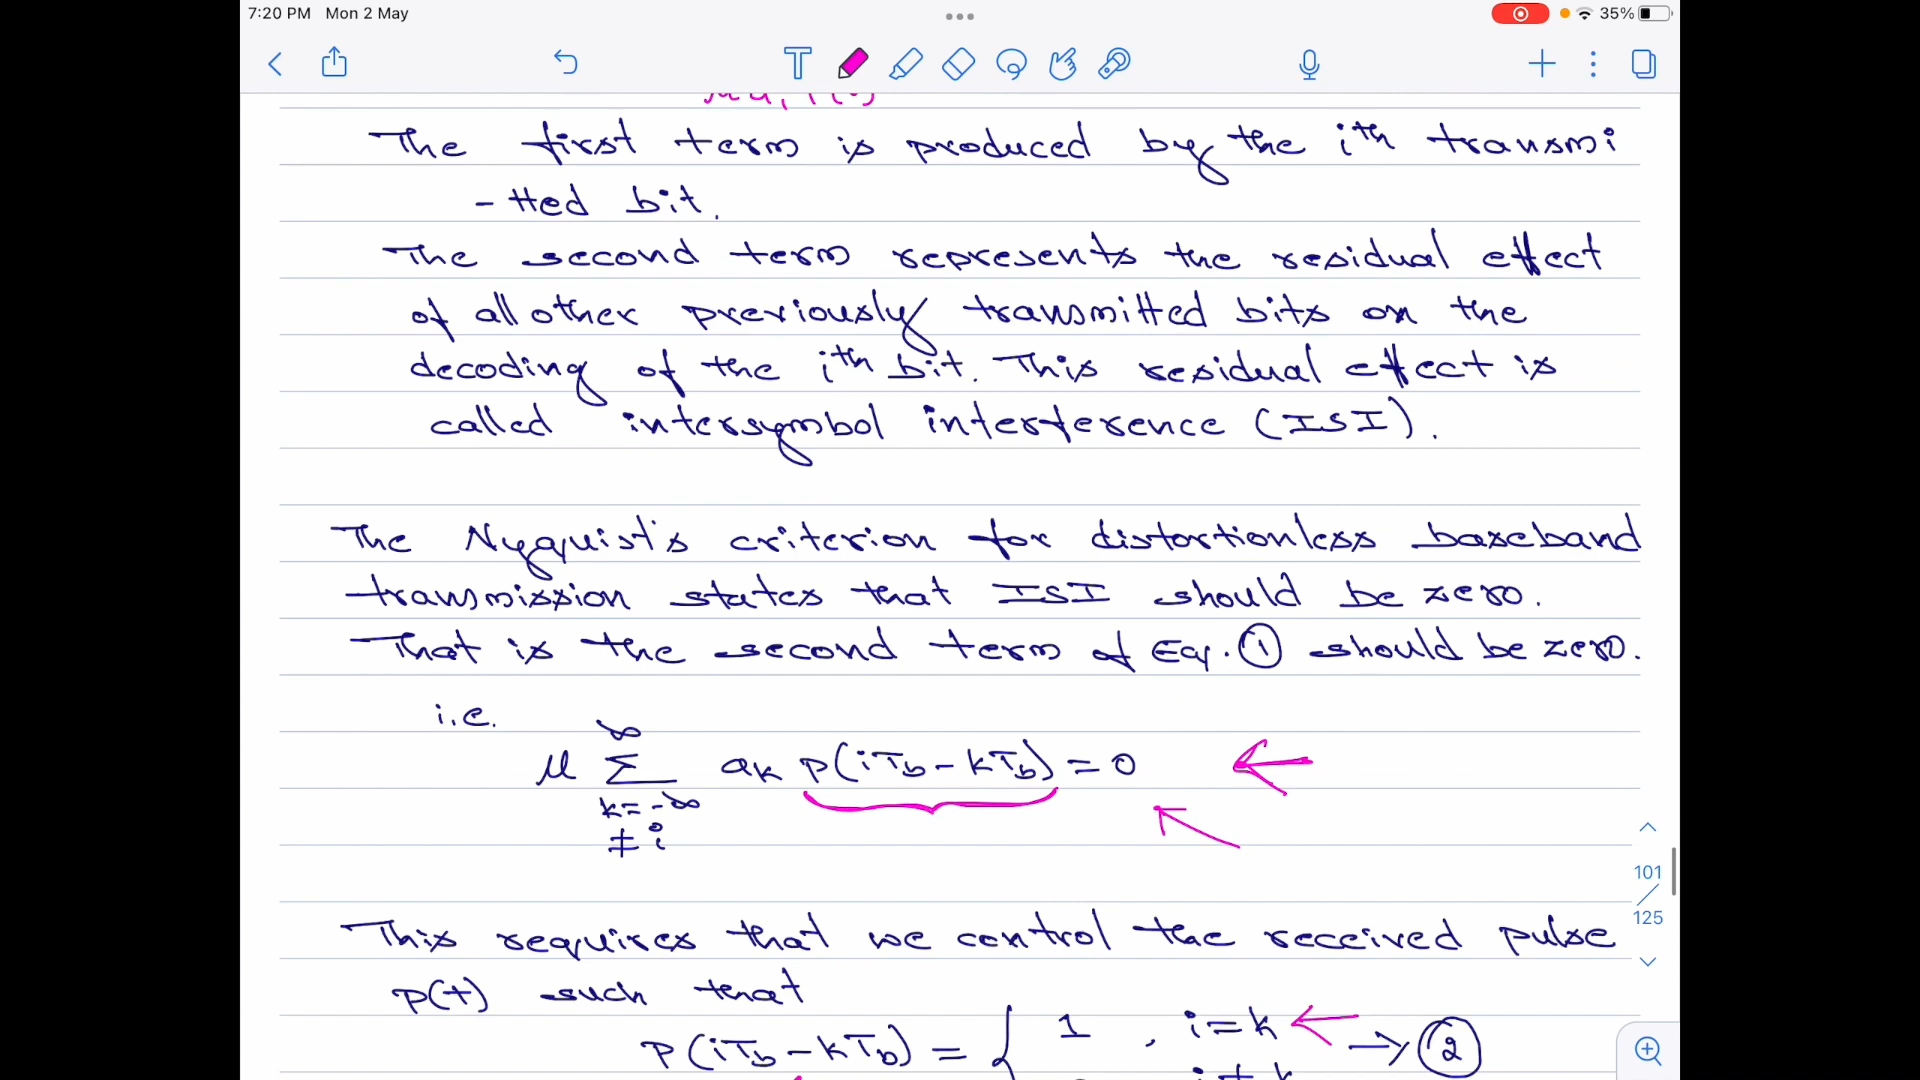 7:20 PM Mon 2 May
35%
The first term is produced by the ith transmi
-tted bit.
The second term represents the residual effect
of all other previously transmitted bits on the
decoding of the ith bit. This residual effect is
called intersymbol interference (ISI).
The Nyquist's criterion for distortionless baseband
transmission states that ISI should be zero.
That is the second term of Eq. ① should be zero.
i.e.
μ ∑ aₖ p(iT_b - kT_b) = 0
∞
k = -∞
≠ i
101
125
This requires that we control the received pulse
p(t) such that
p(iT_b - kT_b) = { 1 , i = k → ②